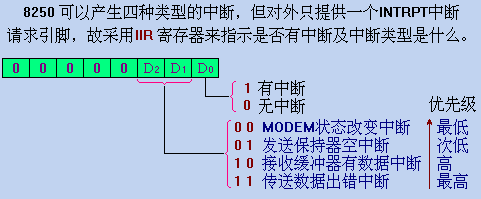 8250 可以产生四种类型的中断，但对外只提供一个INTRPT中断
请求引脚，故采用IIR 寄存器来指示是否有中断及中断类型是什么。
0 0 0 0 0 D2 D1 D0
1 有中断
0 无中断
优先级
0 0 MODEM状态改变中断 最低
0 1 发送保持器空中断 次低
1 0 接收缓冲器有数据中断 高
1 1 传送数据出错中断 最高